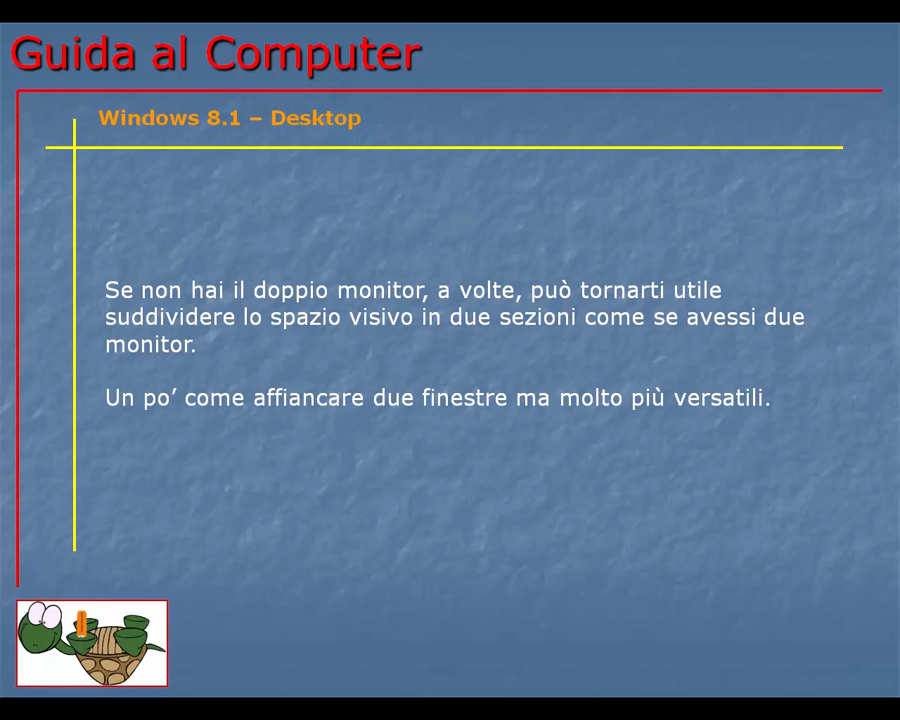 Guida al Computer
Windows 8.1 – Desktop
Se non hai il doppio monitor, a volte, può tornarti utile
suddividere lo spazio visivo in due sezioni come se avessi due
monitor.
Un po’ come affiancare due finestre ma molto più versatili.